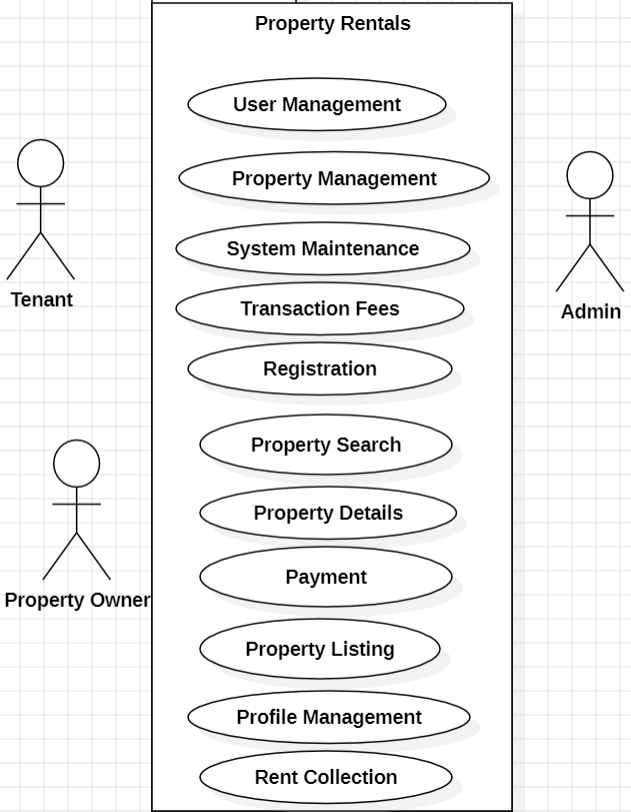 Property Rentals
User Management
Property Management
System Maintenance
Tenant
Transaction Fees
Admin
Registration
Property Search
Property Details
Payment
Property Owner
Property Listing
Profile Management
Rent Collection